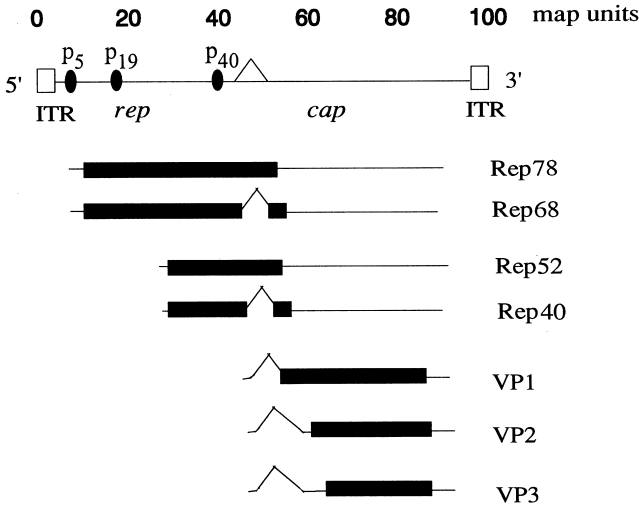 0 20 40 60 80 100 map units
p5 p19 p40
5' 3'
ITR rep cap ITR
Rep78
Rep68
Rep52
Rep40
VP1
VP2
VP3